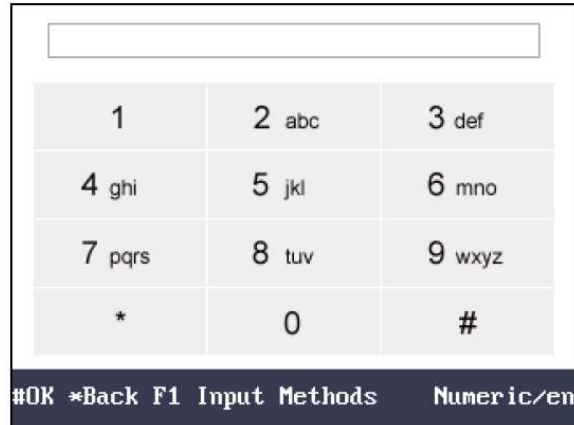 1 2 abc 3 def
4 ghi 5 jkl 6 mno
7 pqrs 8 tuv 9 wxyz
* 0 #
#OK *Back F1 Input Methods Numeric/en